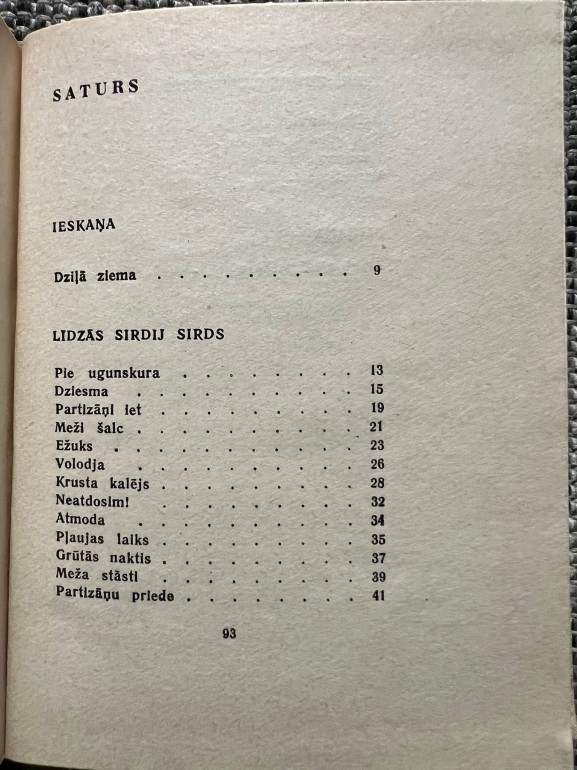 SATURS
IESKAŅA
Dziļā ziema . . . . . . . . . 9
LĪDZĀS SIRDIJ SIRDS
Pie ugunskura . . . . . . . 13
Dziesma . . . . . . . . . 15
Partizāņi iet . . . . . . . . 19
Meži šalc . . . . . . . . . 21
Ežuks . . . . . . . . . . 23
Volodja . . . . . . . . . 26
Krusta kalējs . . . . . . . . 28
Neatdosim! . . . . . . . . 32
Atmoda . . . . . . . . . 34
Pļaujas laiks . . . . . . . . 35
Grūtās naktis . . . . . . . . 37
Meža stāsti . . . . . . . . 39
Partizāņu priede . . . . . . . 41
93